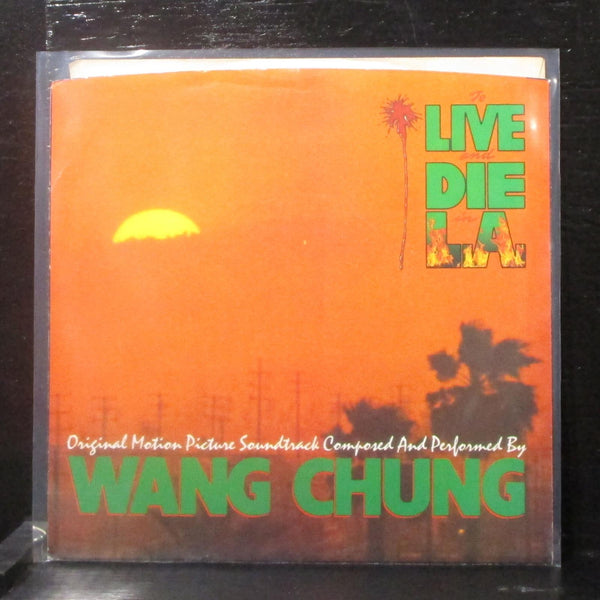 To
LIVE
and
DIE
in
L.A.
Original Motion Picture Soundtrack Composed And Performed By
WANG CHUNG